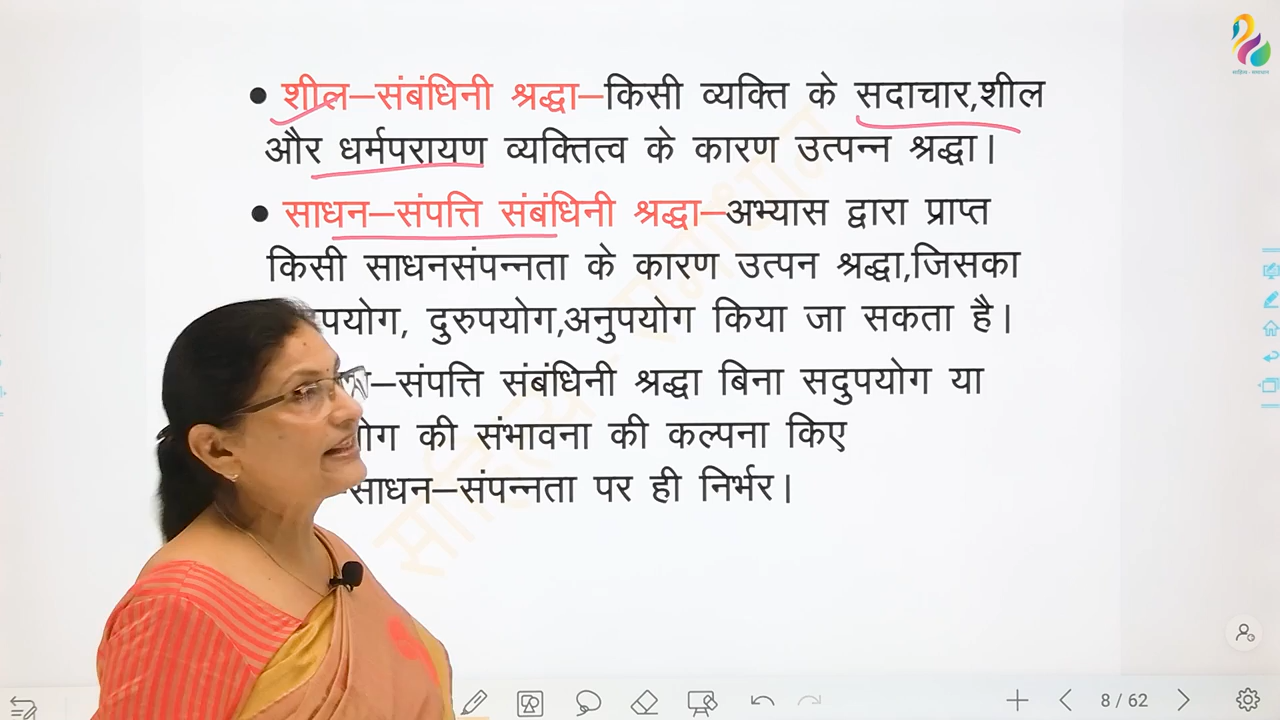 • शील–संबंधिनी श्रद्धा–किसी व्यक्ति के सदाचार,शील
और धर्मपरायण व्यक्तित्व के कारण उत्पन्न श्रद्धा।
• साधन–संपत्ति संबंधिनी श्रद्धा–अभ्यास द्वारा प्राप्त
किसी साधनसंपन्नता के कारण उत्पन श्रद्धा,जिसका
पयोग, दुरुपयोग,अनुपयोग किया जा सकता है।
–संपत्ति संबंधिनी श्रद्धा बिना सदुपयोग या
योग की संभावना की कल्पना किए
साधन–संपन्नता पर ही निर्भर।
साहित्य - समाधान
8 / 62